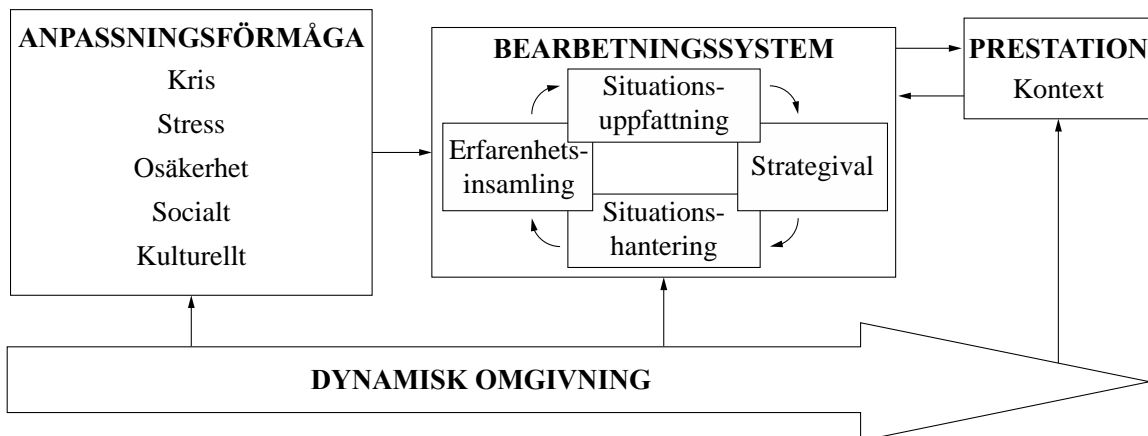 ANPASSNINGSFÖRMÅGA
Kris
Stress
Osäkerhet
Socialt
Kulturellt
BEARBETNINGSSYSTEM
Situations-
uppfattning
Erfarenhets-
insamling
Strategival
Situations-
hantering
PRESTATION
Kontext
DYNAMISK OMGIVNING